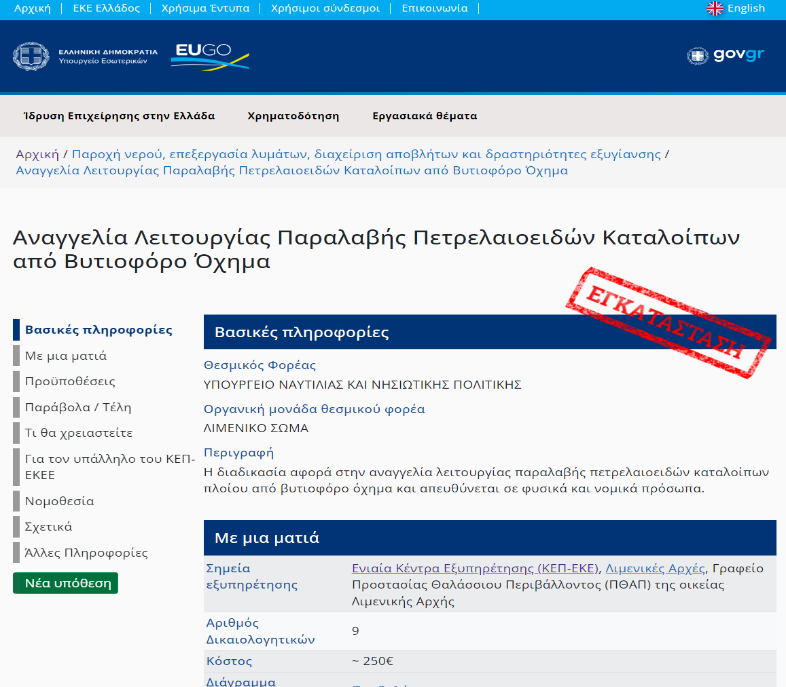 Αρχική | ΕΚΕ Ελλάδος | Χρήσιμα Έντυπα | Χρήσιμοι σύνδεσμοι | Επικοινωνία |
English
ΕΛΛΗΝΙΚΗ ΔΗΜΟΚΡΑΤΙΑ
Υπουργείο Εσωτερικών
EUGO
govgr
Ίδρυση Επιχείρησης στην Ελλάδα Χρηματοδότηση Εργασιακά θέματα
Αρχική / Παροχή νερού, επεξεργασία λυμάτων, διαχείριση αποβλήτων και δραστηριότητες εξυγίανσης /
Αναγγελία Λειτουργίας Παραλαβής Πετρελαιοειδών Καταλοίπων από Βυτιοφόρο Όχημα
Αναγγελία Λειτουργίας Παραλαβής Πετρελαιοειδών Καταλοίπων
από Βυτιοφόρο Όχημα
ΕΓΚΑΤΑΣΤΑΣΗ
Βασικές πληροφορίες
Με μια ματιά
Προϋποθέσεις
Παράβολα / Τέλη
Τι θα χρειαστείτε
Για τον υπάλληλο του ΚΕΠ-
ΕΚΕΕ
Νομοθεσία
Σχετικά
Άλλες Πληροφορίες
Νέα υπόθεση
Βασικές πληροφορίες
Θεσμικός Φορέας
ΥΠΟΥΡΓΕΙΟ ΝΑΥΤΙΛΙΑΣ ΚΑΙ ΝΗΣΙΩΤΙΚΗΣ ΠΟΛΙΤΙΚΗΣ
Οργανική μονάδα θεσμικού φορέα
ΛΙΜΕΝΙΚΟ ΣΩΜΑ
Περιγραφή
Η διαδικασία αφορά στην αναγγελία λειτουργίας παραλαβής πετρελαιοειδών καταλοίπων
πλοίου από βυτιοφόρο όχημα και απευθύνεται σε φυσικά και νομικά πρόσωπα.
Με μια ματιά
Σημεία
εξυπηρέτησης
Ενιαία Κέντρα Εξυπηρέτησης (ΚΕΠ-ΕΚΕ), Λιμενικές Αρχές, Γραφείο
Προστασίας Θαλάσσιου Περιβάλλοντος (ΠΘΑΠ) της οικείας
Λιμενικής Αρχής
Αριθμός
Δικαιολογητικών
9
Κόστος
~ 250€
Διάγραμμα